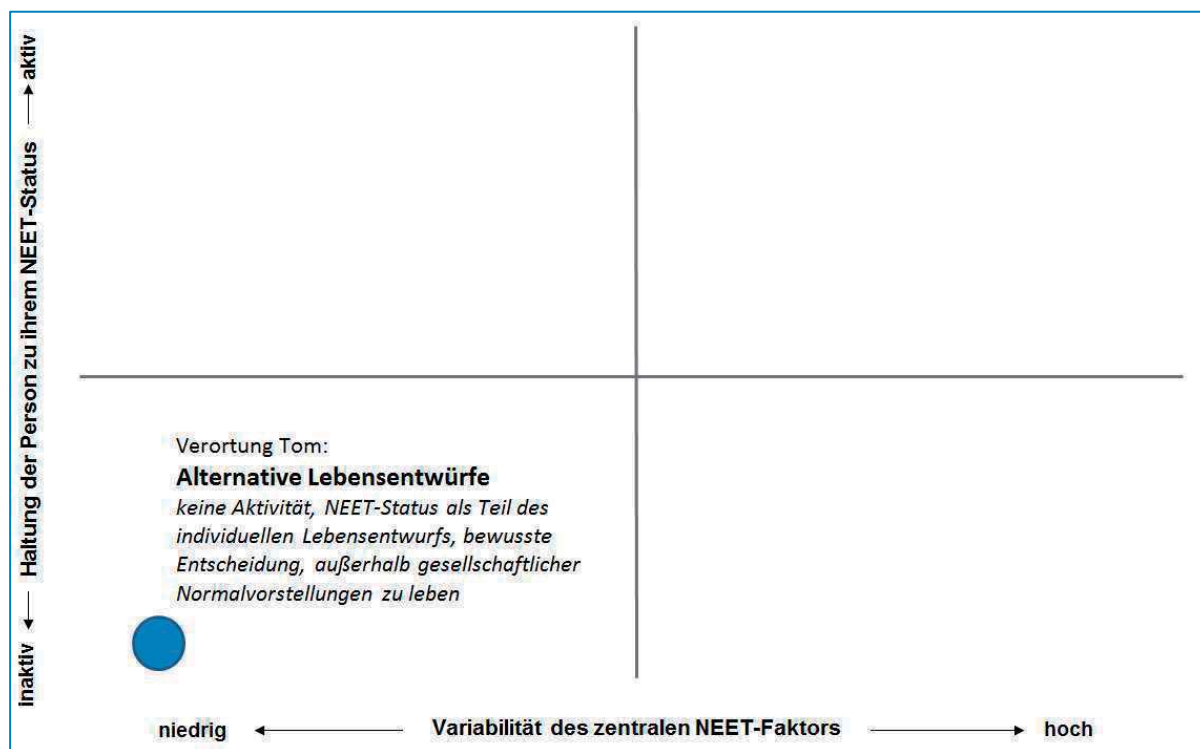 aktiv
Haltung der Person zu ihrem NEET-Status
inaktiv
Verortung Tom:
Alternative Lebensentwürfe
keine Aktivität, NEET-Status als Teil des
individuellen Lebensentwurfs, bewusste
Entscheidung, außerhalb gesellschaftlicher
Normalvorstellungen zu leben
niedrig Variabilität des zentralen NEET-Faktors hoch